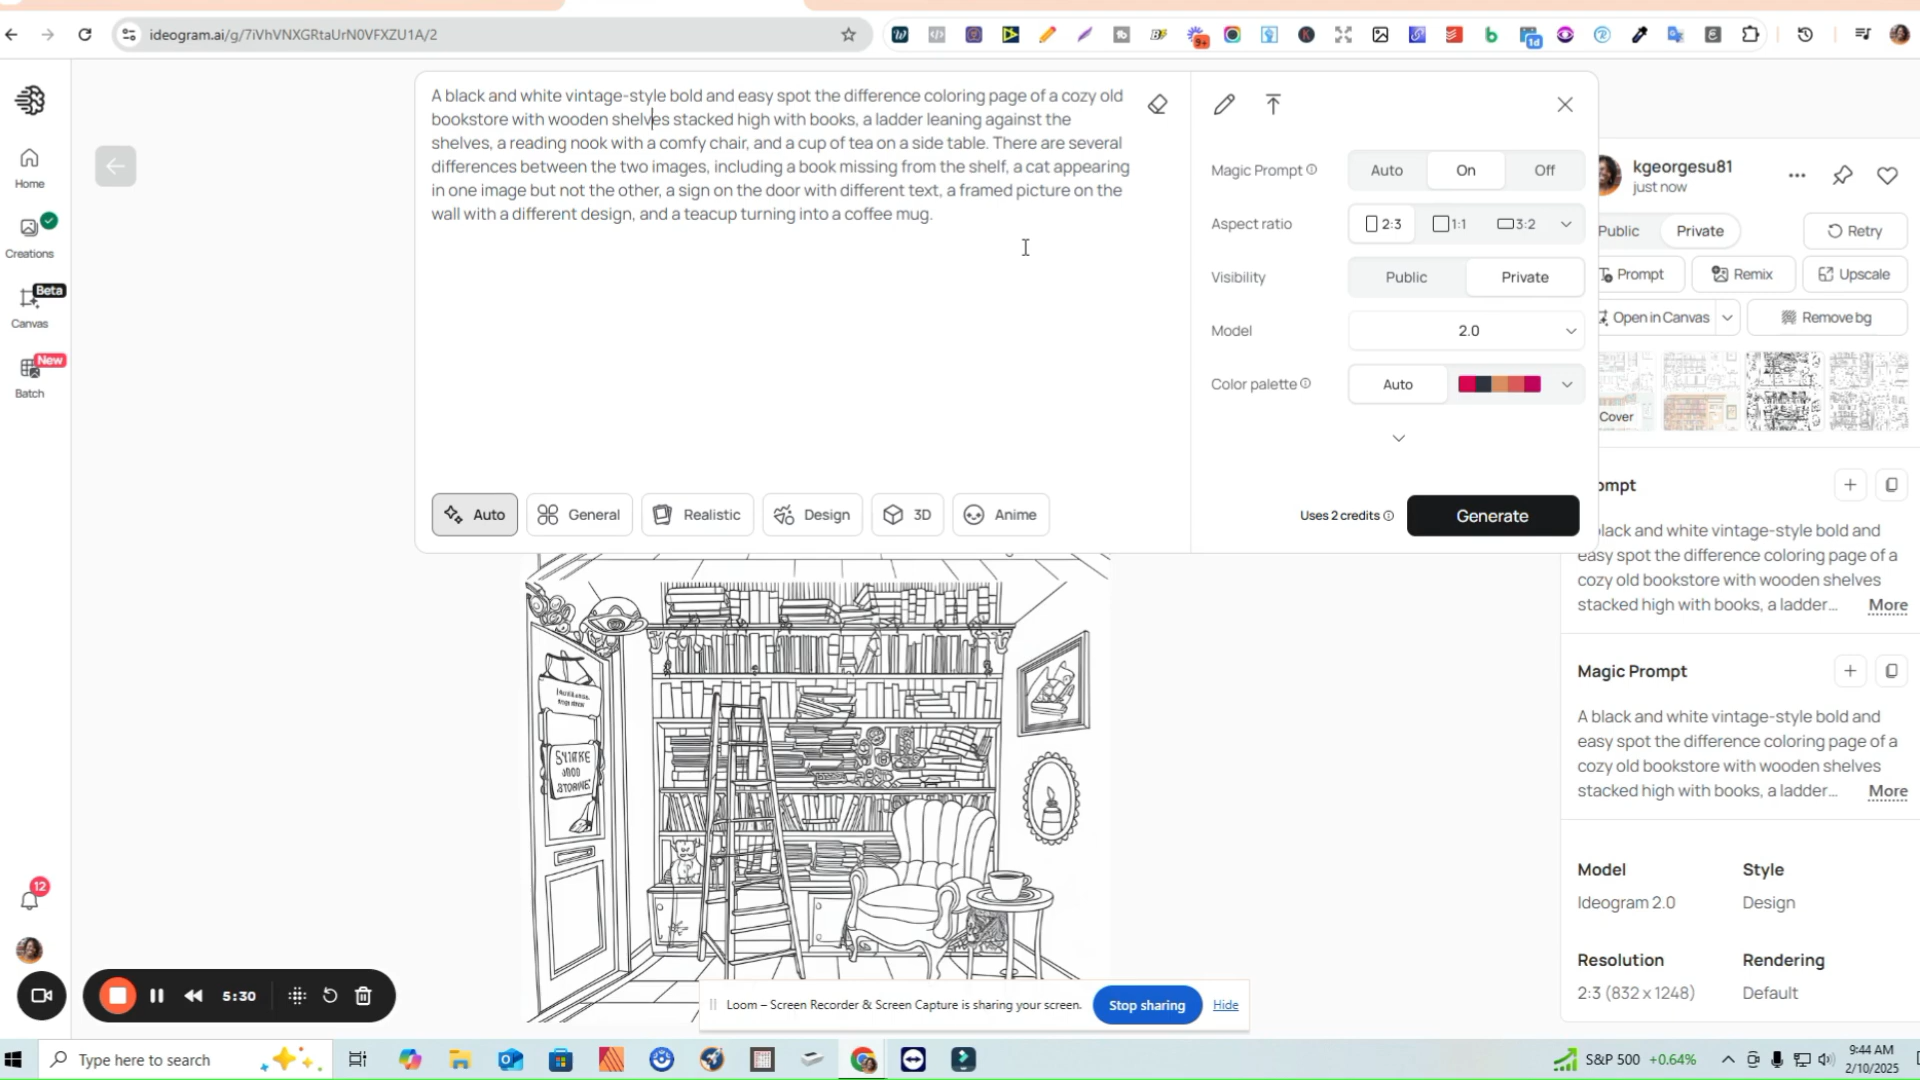 ideogram.ai/g/7iVhVNXGRtaUrN0VFXZU1A/2
9+
1d
Home
Creations
Beta
Canvas
New
Batch
12
A black and white vintage-style bold and easy spot the difference coloring page of a cozy old
bookstore with wooden shelves stacked high with books, a ladder leaning against the
shelves, a reading nook with a comfy chair, and a cup of tea on a side table. There are several
differences between the two images, including a book missing from the shelf, a cat appearing
in one image but not the other, a sign on the door with different text, a framed picture on the
wall with a different design, and a teacup turning into a coffee mug.
Auto
General
Realistic
Design
3D
Anime
Magic Prompt
Auto
On
Off
Aspect ratio
2:3
1:1
3:2
Visibility
Public
Private
Model
2.0
Color palette
Auto
Uses 2 credits
Generate
kgeorgesu81
just now
Public
Private
Retry
Prompt
Remix
Upscale
Open in Canvas
Remove bg
Cover
ompt
black and white vintage-style bold and
easy spot the difference coloring page of a
cozy old bookstore with wooden shelves
stacked high with books, a ladder...
More
Magic Prompt
A black and white vintage-style bold and
easy spot the difference coloring page of a
cozy old bookstore with wooden shelves
stacked high with books, a ladder...
More
Model
Style
Ideogram 2.0
Design
Resolution
Rendering
2:3 (832 x 1248)
Default
5:30
Loom – Screen Recorder & Screen Capture is sharing your screen.
Stop sharing
Hide
Type here to search
S&P 500 +0.64%
9:44 AM
2/10/2025